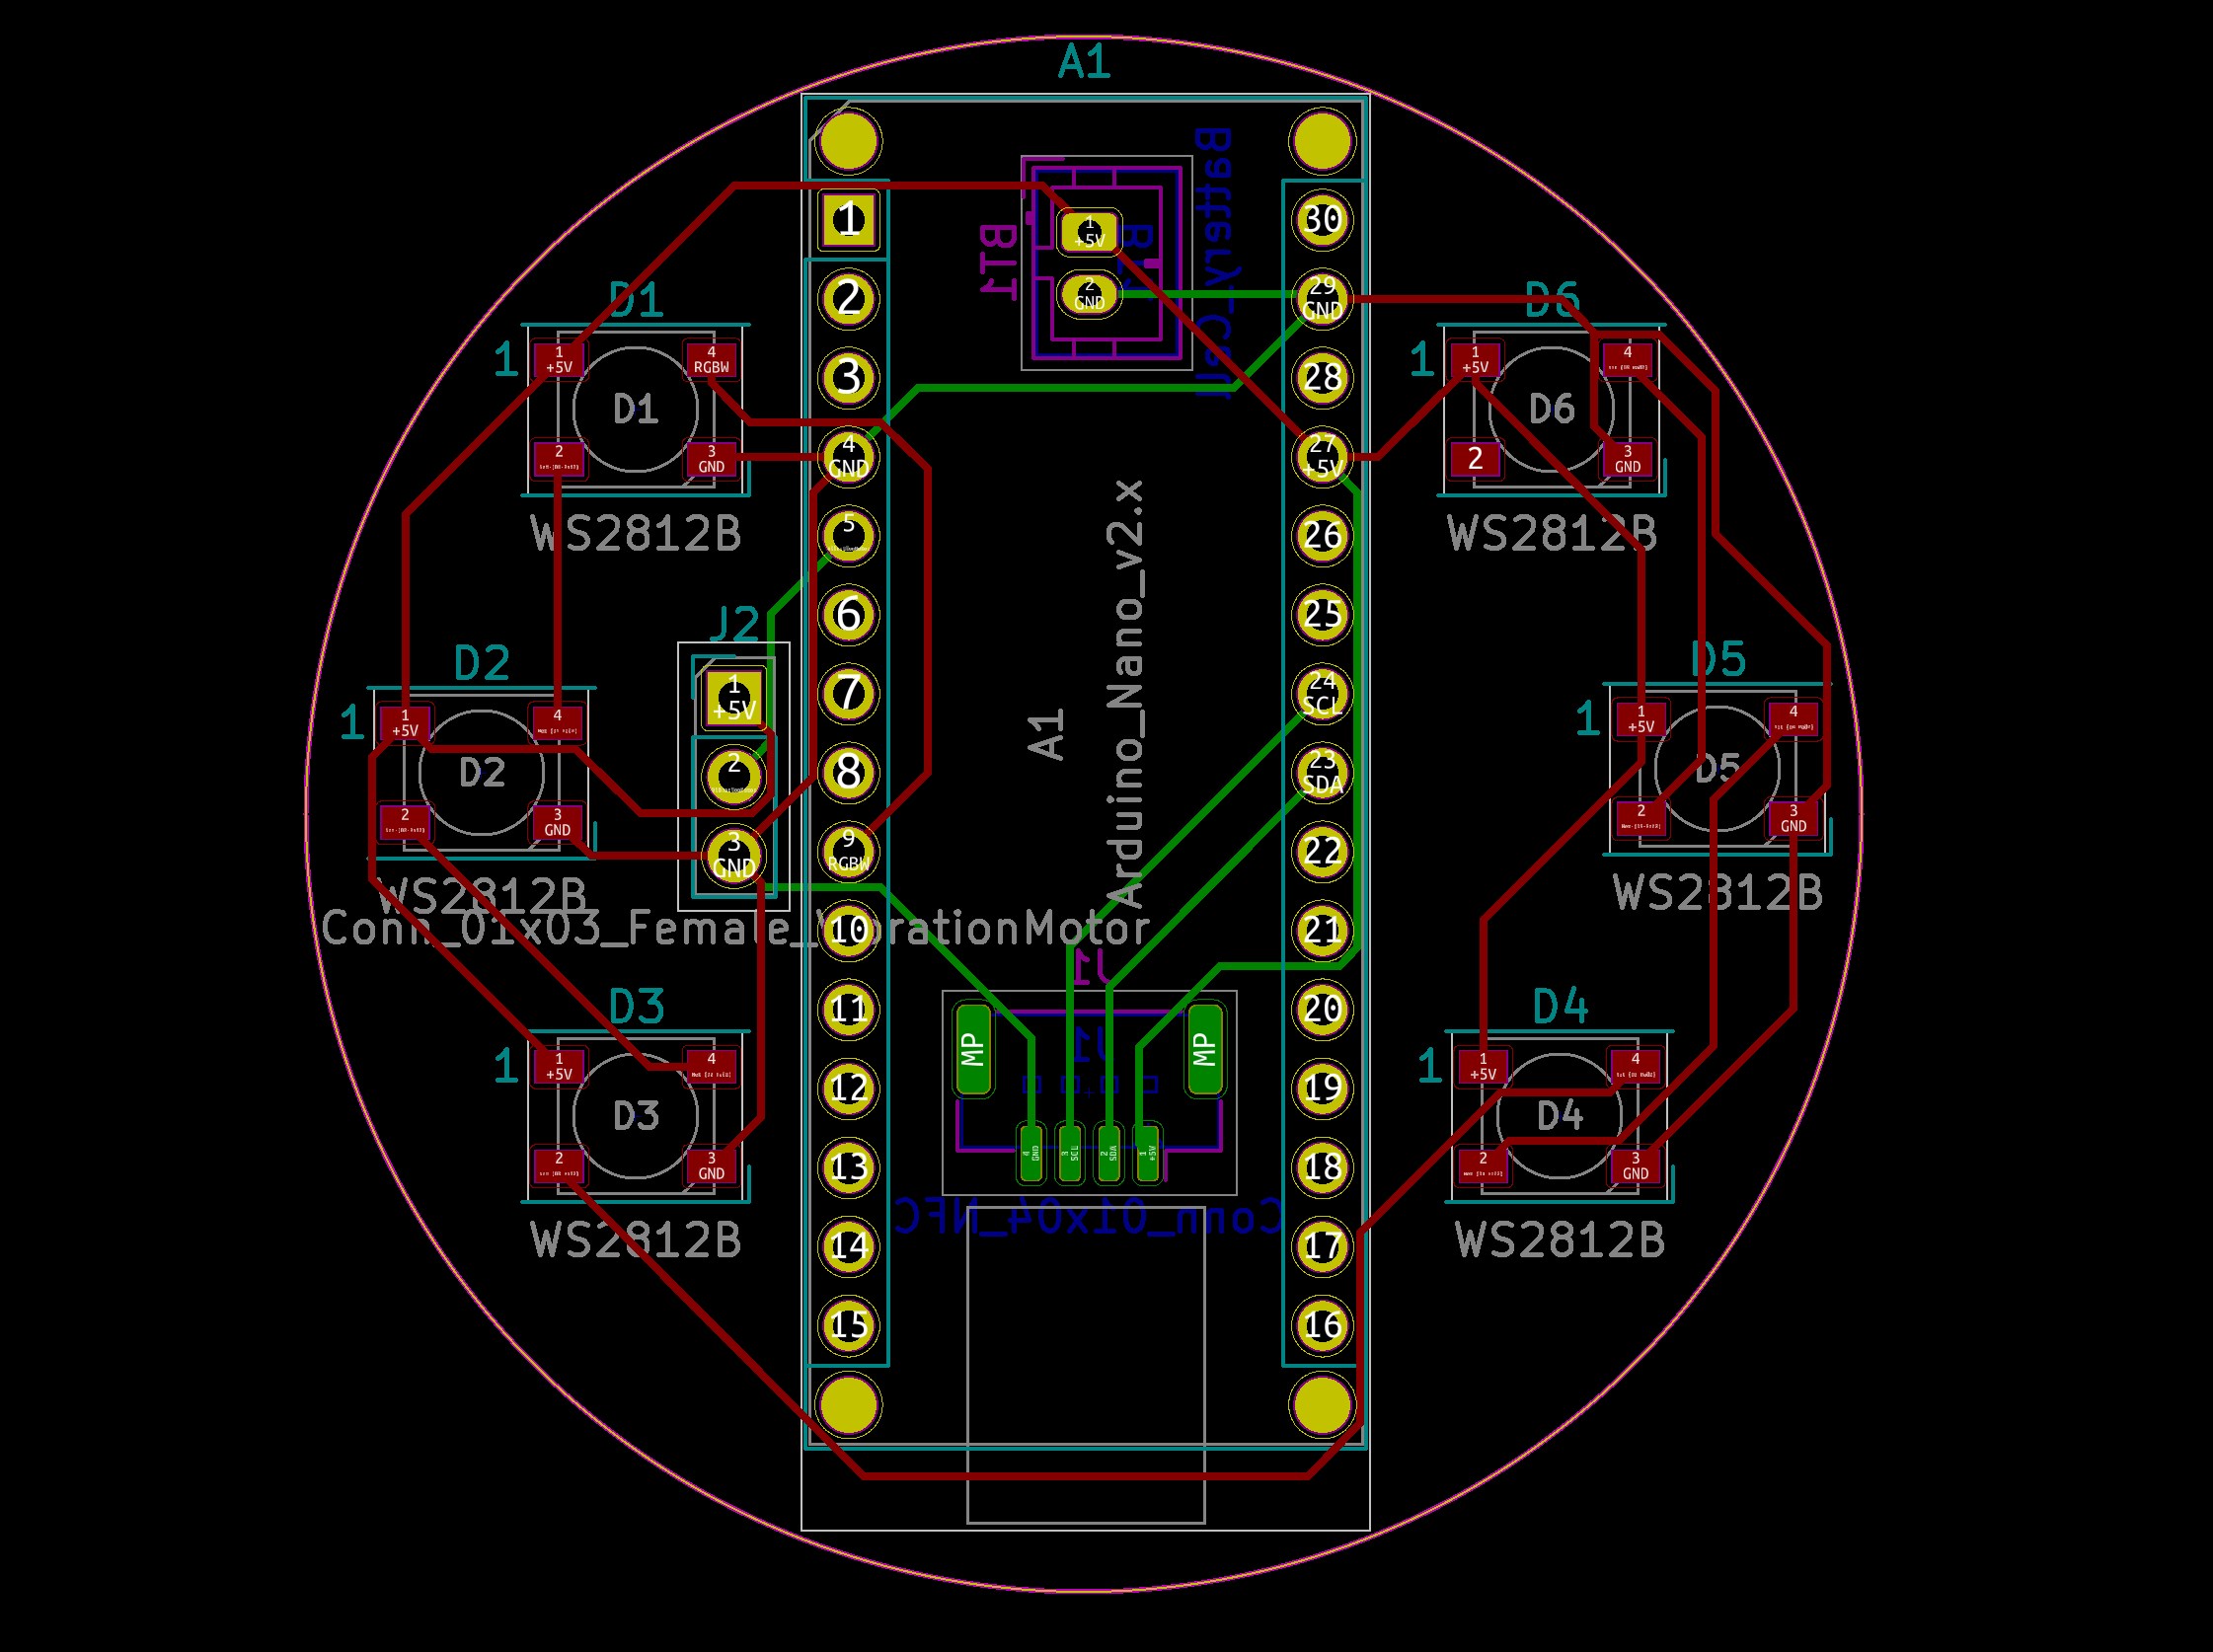 A1
Battery_Cell
BT1
BT1
1
+5V
2
GND
1
2
3
4
GND
5
6
7
8
9
RGBW
10
11
12
13
14
15
30
29
GND
28
27
+5V
26
25
24
SCL
23
SDA
22
21
20
19
18
17
16
A1
Arduino_Nano_v2.x
D1
1
1
+5V
4
RGBW
D1
2
3
GND
WS2812B
D2
1
1
+5V
4
D2
2
3
GND
WS2812B
J2
1
+5V
2
3
GND
Conn_01x03_Female_VibrationMotor
D3
1
1
+5V
4
D3
2
3
GND
WS2812B
D6
1
1
+5V
4
D6
2
3
GND
WS2812B
D5
1
1
+5V
4
D5
2
3
GND
WS2812B
D4
1
1
+5V
4
D4
2
3
GND
WS2812B
J1
J1
MP
MP
4
GND
3
SCL
2
SDA
1
+5V
Conn_01x04_NFC